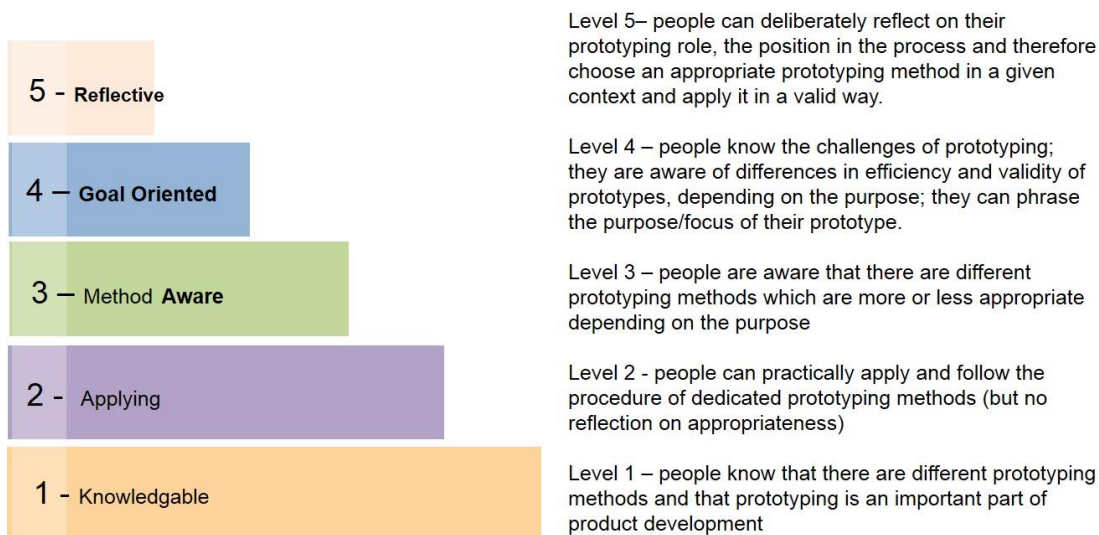 5 - Reflective
Level 5– people can deliberately reflect on their
prototyping role, the position in the process and therefore
choose an appropriate prototyping method in a given
context and apply it in a valid way.
4 – Goal Oriented
Level 4 – people know the challenges of prototyping;
they are aware of differences in efficiency and validity of
prototypes, depending on the purpose; they can phrase
the purpose/focus of their prototype.
3 – Method Aware
Level 3 – people are aware that there are different
prototyping methods which are more or less appropriate
depending on the purpose
2 - Applying
Level 2 - people can practically apply and follow the
procedure of dedicated prototyping methods (but no
reflection on appropriateness)
1 - Knowledgable
Level 1 – people know that there are different prototyping
methods and that prototyping is an important part of
product development